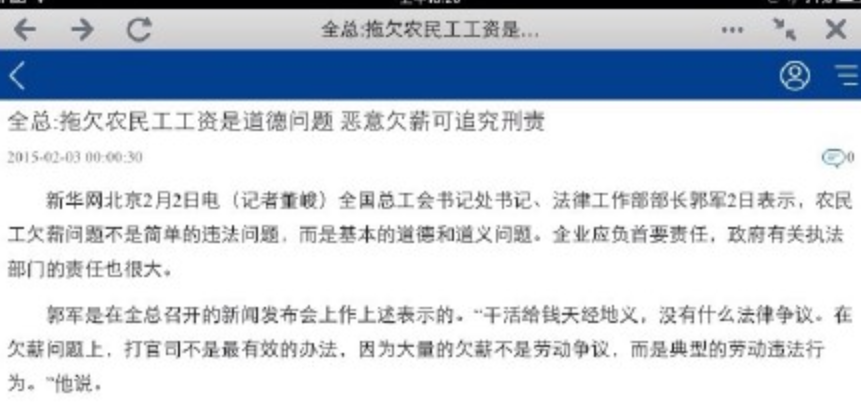 全总:拖欠农民工工资是...
全总:拖欠农民工工资是道德问题 恶意欠薪可追究刑责
2015-02-03 00:00:30
0
新华网北京2月2日电（记者董峻）全国总工会书记处书记、法律工作部部长郭军2日表示，农民
工欠薪问题不是简单的违法问题，而是基本的道德和道义问题。企业应负首要责任，政府有关执法
部门的责任也很大。
郭军是在全总召开的新闻发布会上作上述表示的。“干活给钱天经地义，没有什么法律争议。在
欠薪问题上，打官司不是最有效的办法，因为大量的欠薪不是劳动争议，而是典型的劳动违法行
为。”他说。